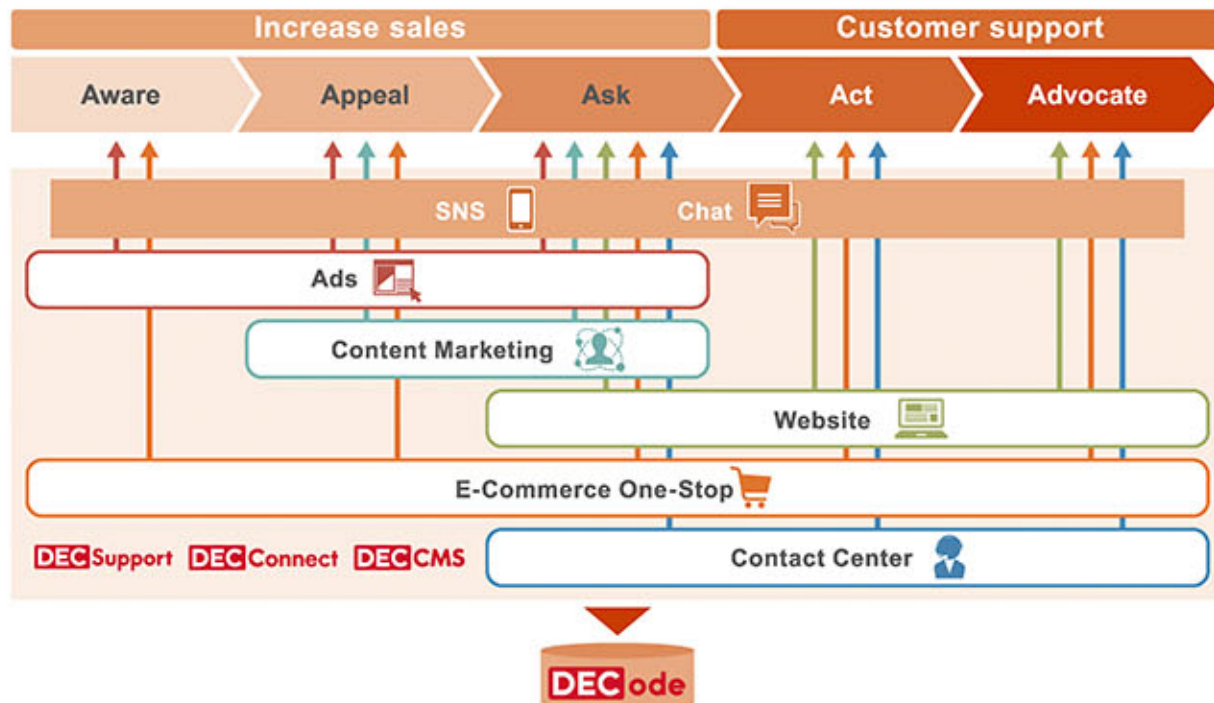 Increase sales
Customer support
Aware
Appeal
Ask
Act
Advocate
SNS
Chat
Ads
Content Marketing
Website
E-Commerce One-Stop
DECSupport
DECConnect
DECCMS
Contact Center
DECode